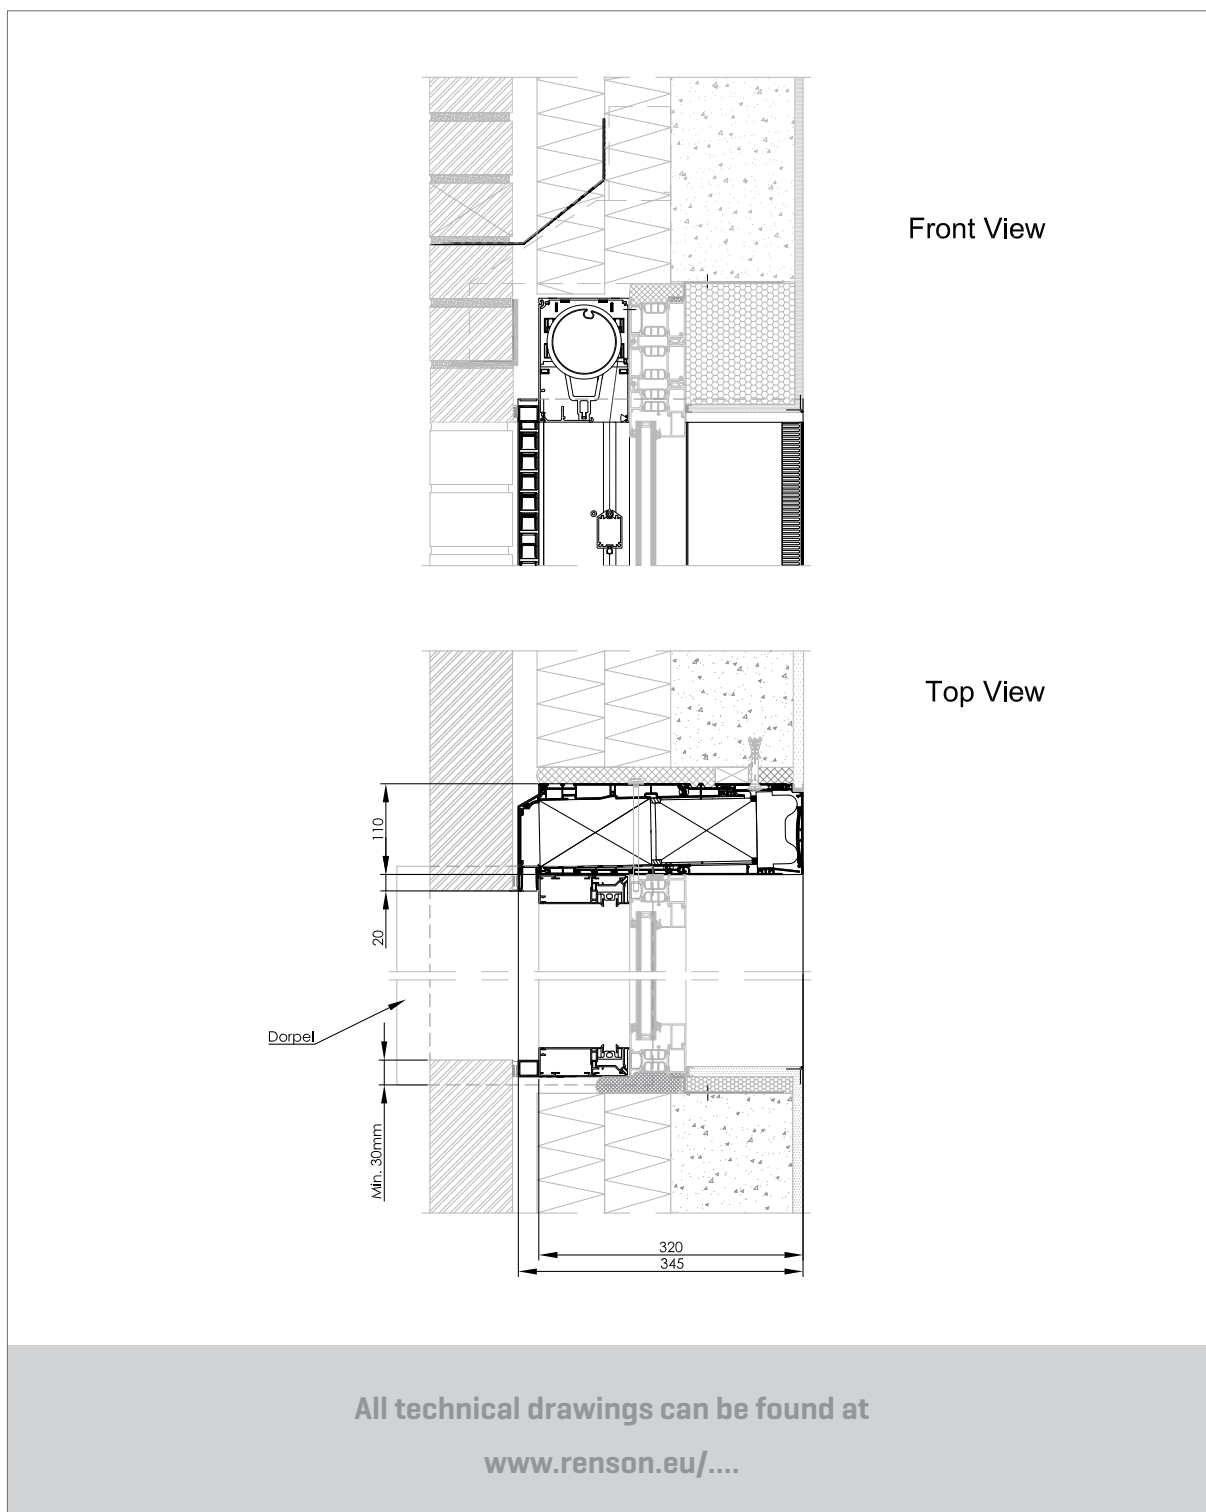 Front View
Top View
110
20
Dorpel
Min. 30mm
320
345
All technical drawings can be found at
www.renson.eu/....